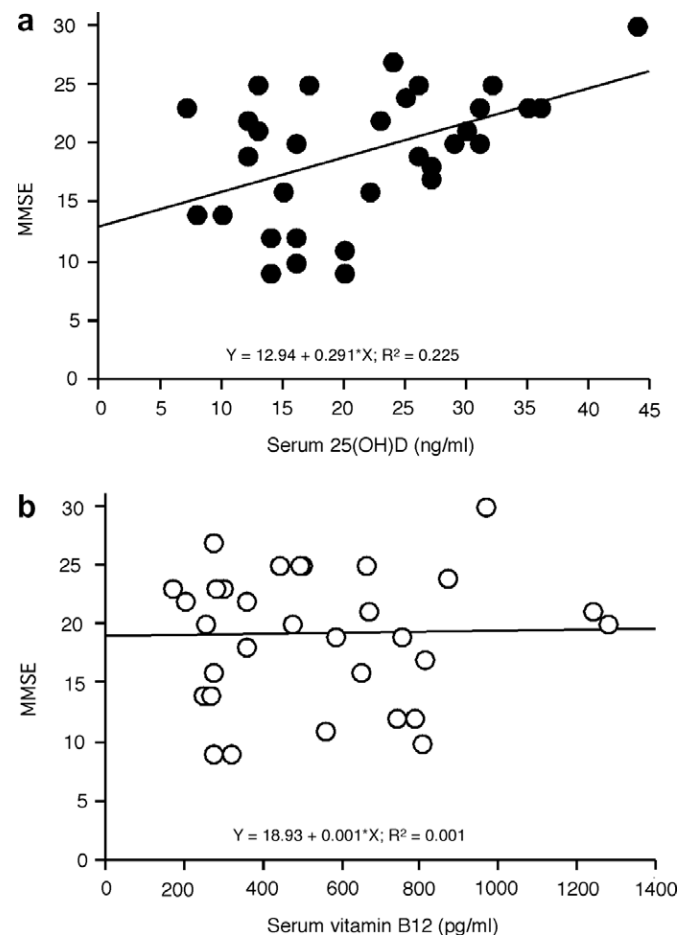 a
MMSE
30
25
20
15
10
5
0
Y = 12.94 + 0.291*X; R² = 0.225
0 5 10 15 20 25 30 35 40 45
Serum 25(OH)D (ng/ml)
b
MMSE
30
25
20
15
10
5
0
Y = 18.93 + 0.001*X; R² = 0.001
0 200 400 600 800 1000 1200 1400
Serum vitamin B12 (pg/ml)